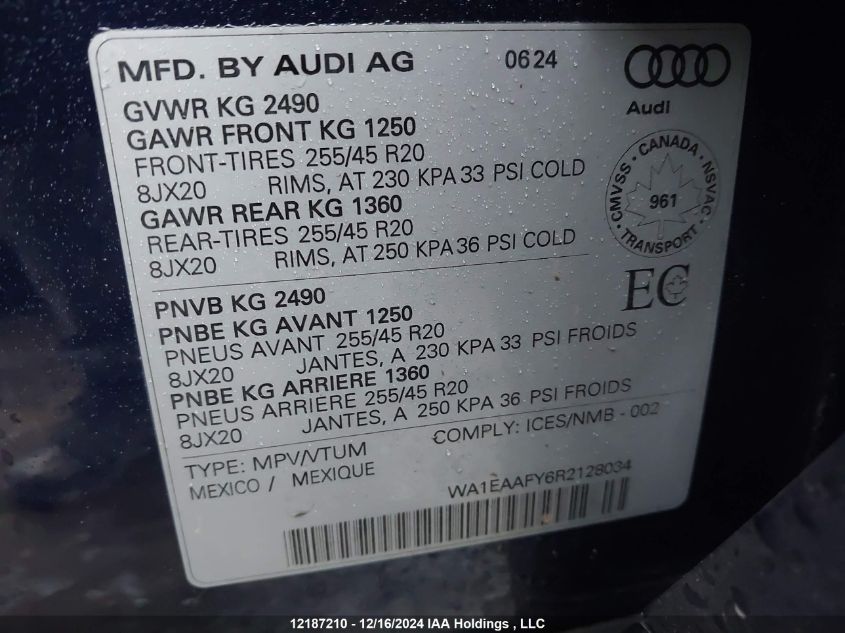 MFD. BY AUDI AG 0624
Audi
GVWR KG 2490
GAWR FRONT KG 1250
FRONT-TIRES 255/45 R20
8JX20 RIMS, AT 230 KPA 33 PSI COLD
GAWR REAR KG 1360
REAR-TIRES 255/45 R20
8JX20 RIMS, AT 250 KPA 36 PSI COLD
CMVSS · CANADA · NSVAC · TRANSPORT ·
961
EC
PNVB KG 2490
PNBE KG AVANT 1250
PNEUS AVANT 255/45 R20
8JX20 JANTES, A 230 KPA 33 PSI FROIDS
PNBE KG ARRIERE 1360
PNEUS ARRIERE 255/45 R20
8JX20 JANTES, A 250 KPA 36 PSI FROIDS
TYPE: MPV/VTUM COMPLY: ICES/NMB - 002
MEXICO / MEXIQUE
WA1EAAFY6R2128034
12187210 - 12/16/2024 IAA Holdings , LLC